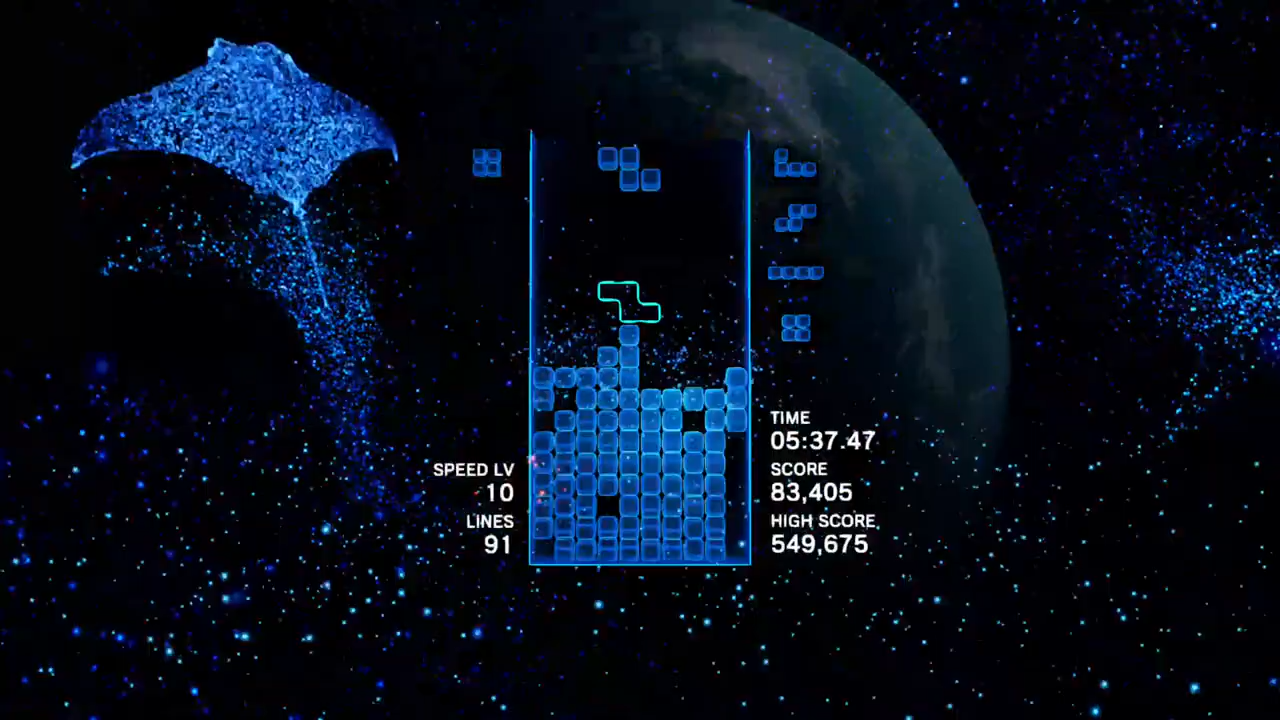 SPEED LV
10
LINES
91
TIME
05:37.47
SCORE
83,405
HIGH SCORE
549,675